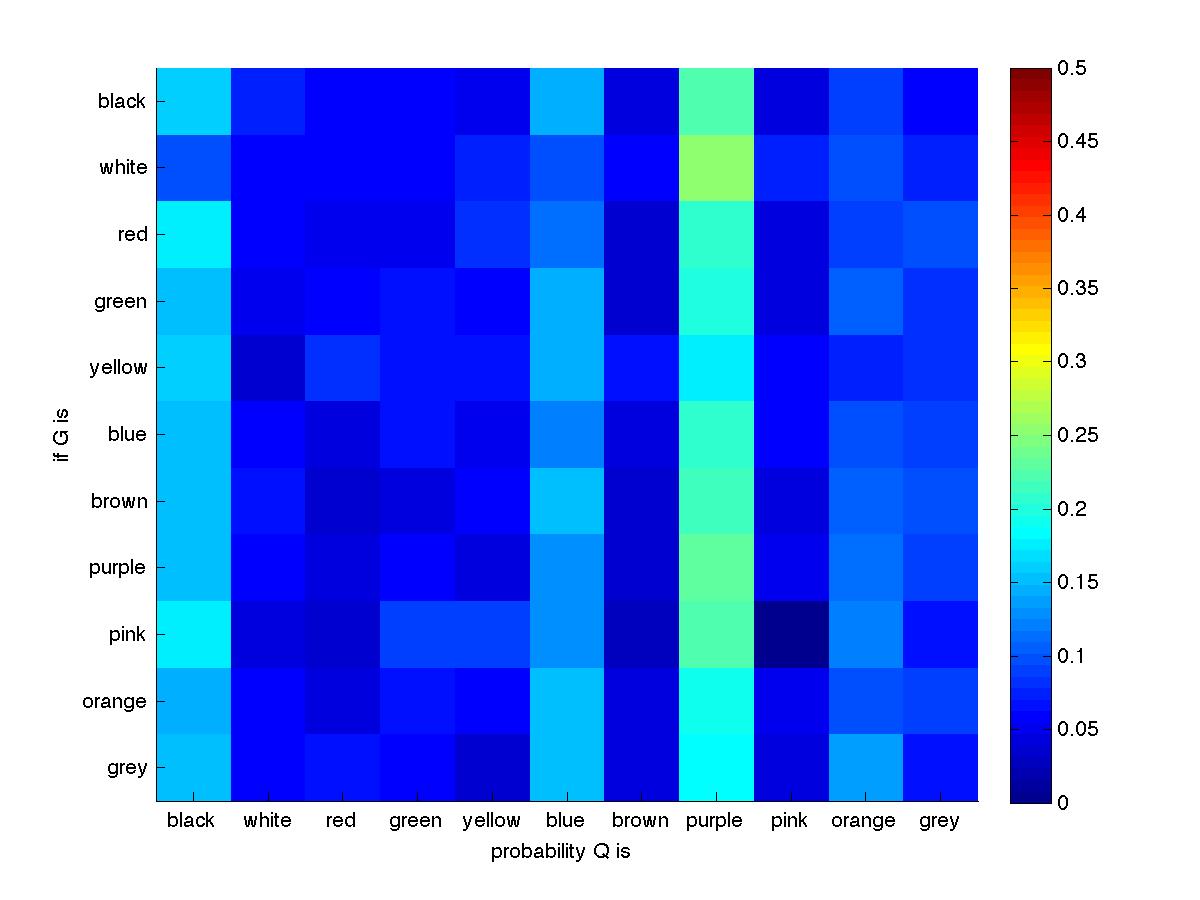 black
white
red
green
yellow
blue
brown
purple
pink
orange
grey
if G is
black white red green yellow blue brown purple pink orange grey
probability Q is
0.5
0.45
0.4
0.35
0.3
0.25
0.2
0.15
0.1
0.05
0